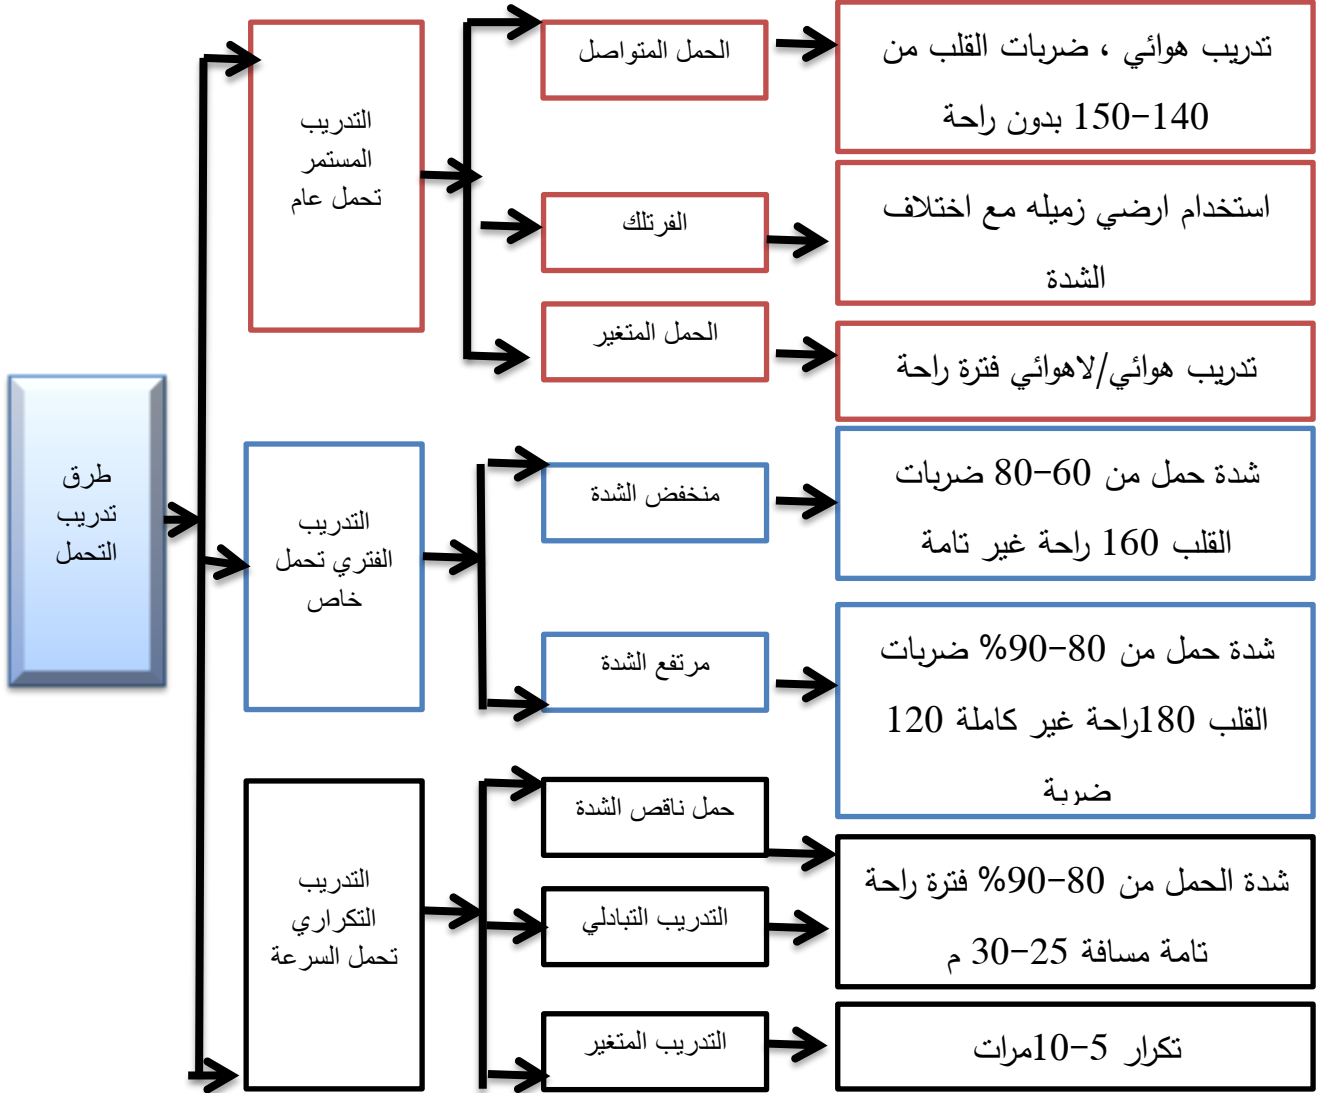 طرق
تدريب
التحمل
التدريب
المستمر
تحمل عام
الحمل المتواصل
تدريب هوائي ، ضربات القلب من
140-150 بدون راحة
الفرتلك
استخدام ارضي زميله مع اختلاف
الشدة
الحمل المتغير
تدريب هوائي/لاهوائي فترة راحة
التدريب
الفتري تحمل
خاص
منخفض الشدة
شدة حمل من 60-80 ضربات
القلب 160 راحة غير تامة
مرتفع الشدة
شدة حمل من 80-90% ضربات
القلب 180راحة غير كاملة 120
ضربة
التدريب
التكراري
تحمل السرعة
حمل ناقص الشدة
التدريب التبادلي
شدة الحمل من 80-90% فترة راحة
تامة مسافة 25-30 م
التدريب المتغير
تكرار 5-10مرات